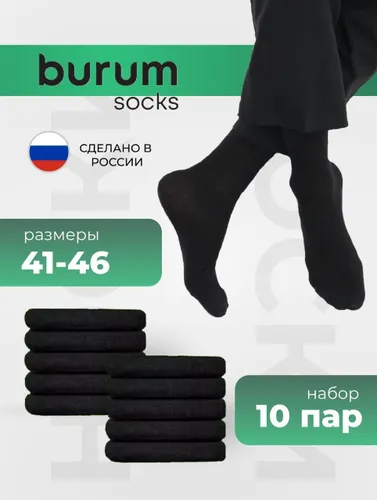 burum
socks
СДЕЛАНО В
РОССИИ
размеры
41-46
набор
10 пар